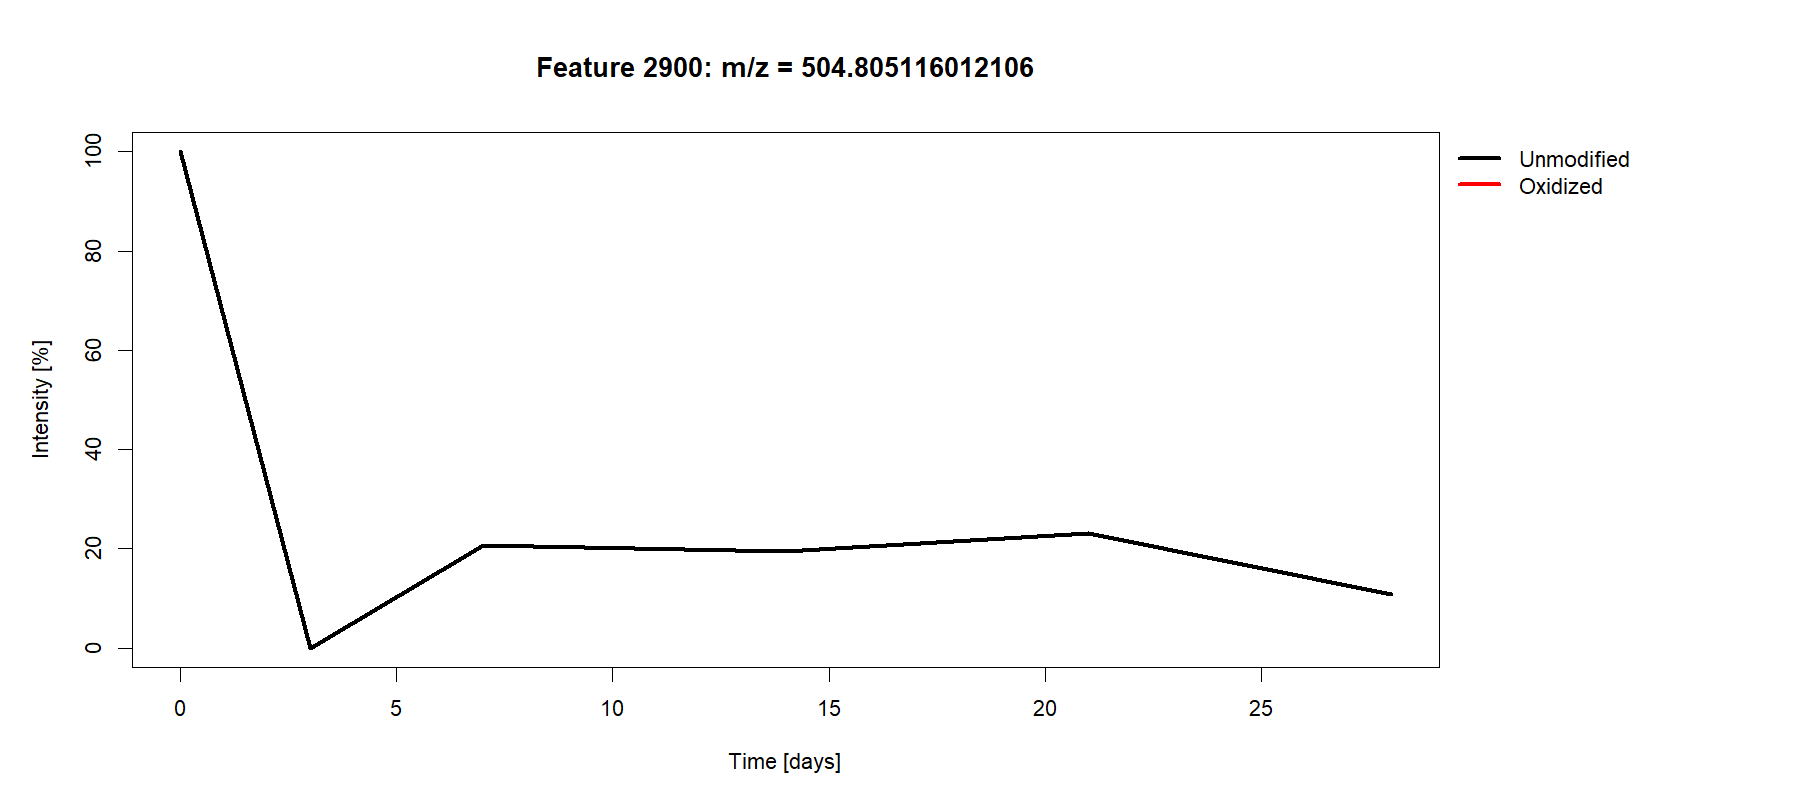 Feature 2900: m/z = 504.805116012106
Unmodified
Oxidized
100
80
60
40
20
0
Intensity [%]
0 5 10 15 20 25
Time [days]